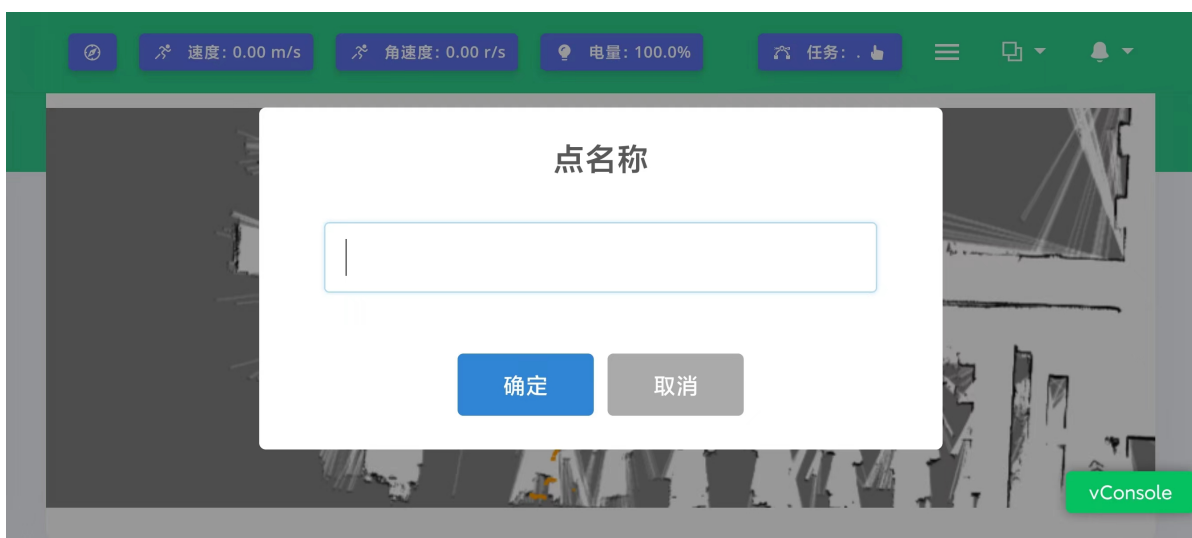 速度: 0.00 m/s
角速度: 0.00 r/s
电量: 100.0%
任务: .
点名称
确定
取消
vConsole